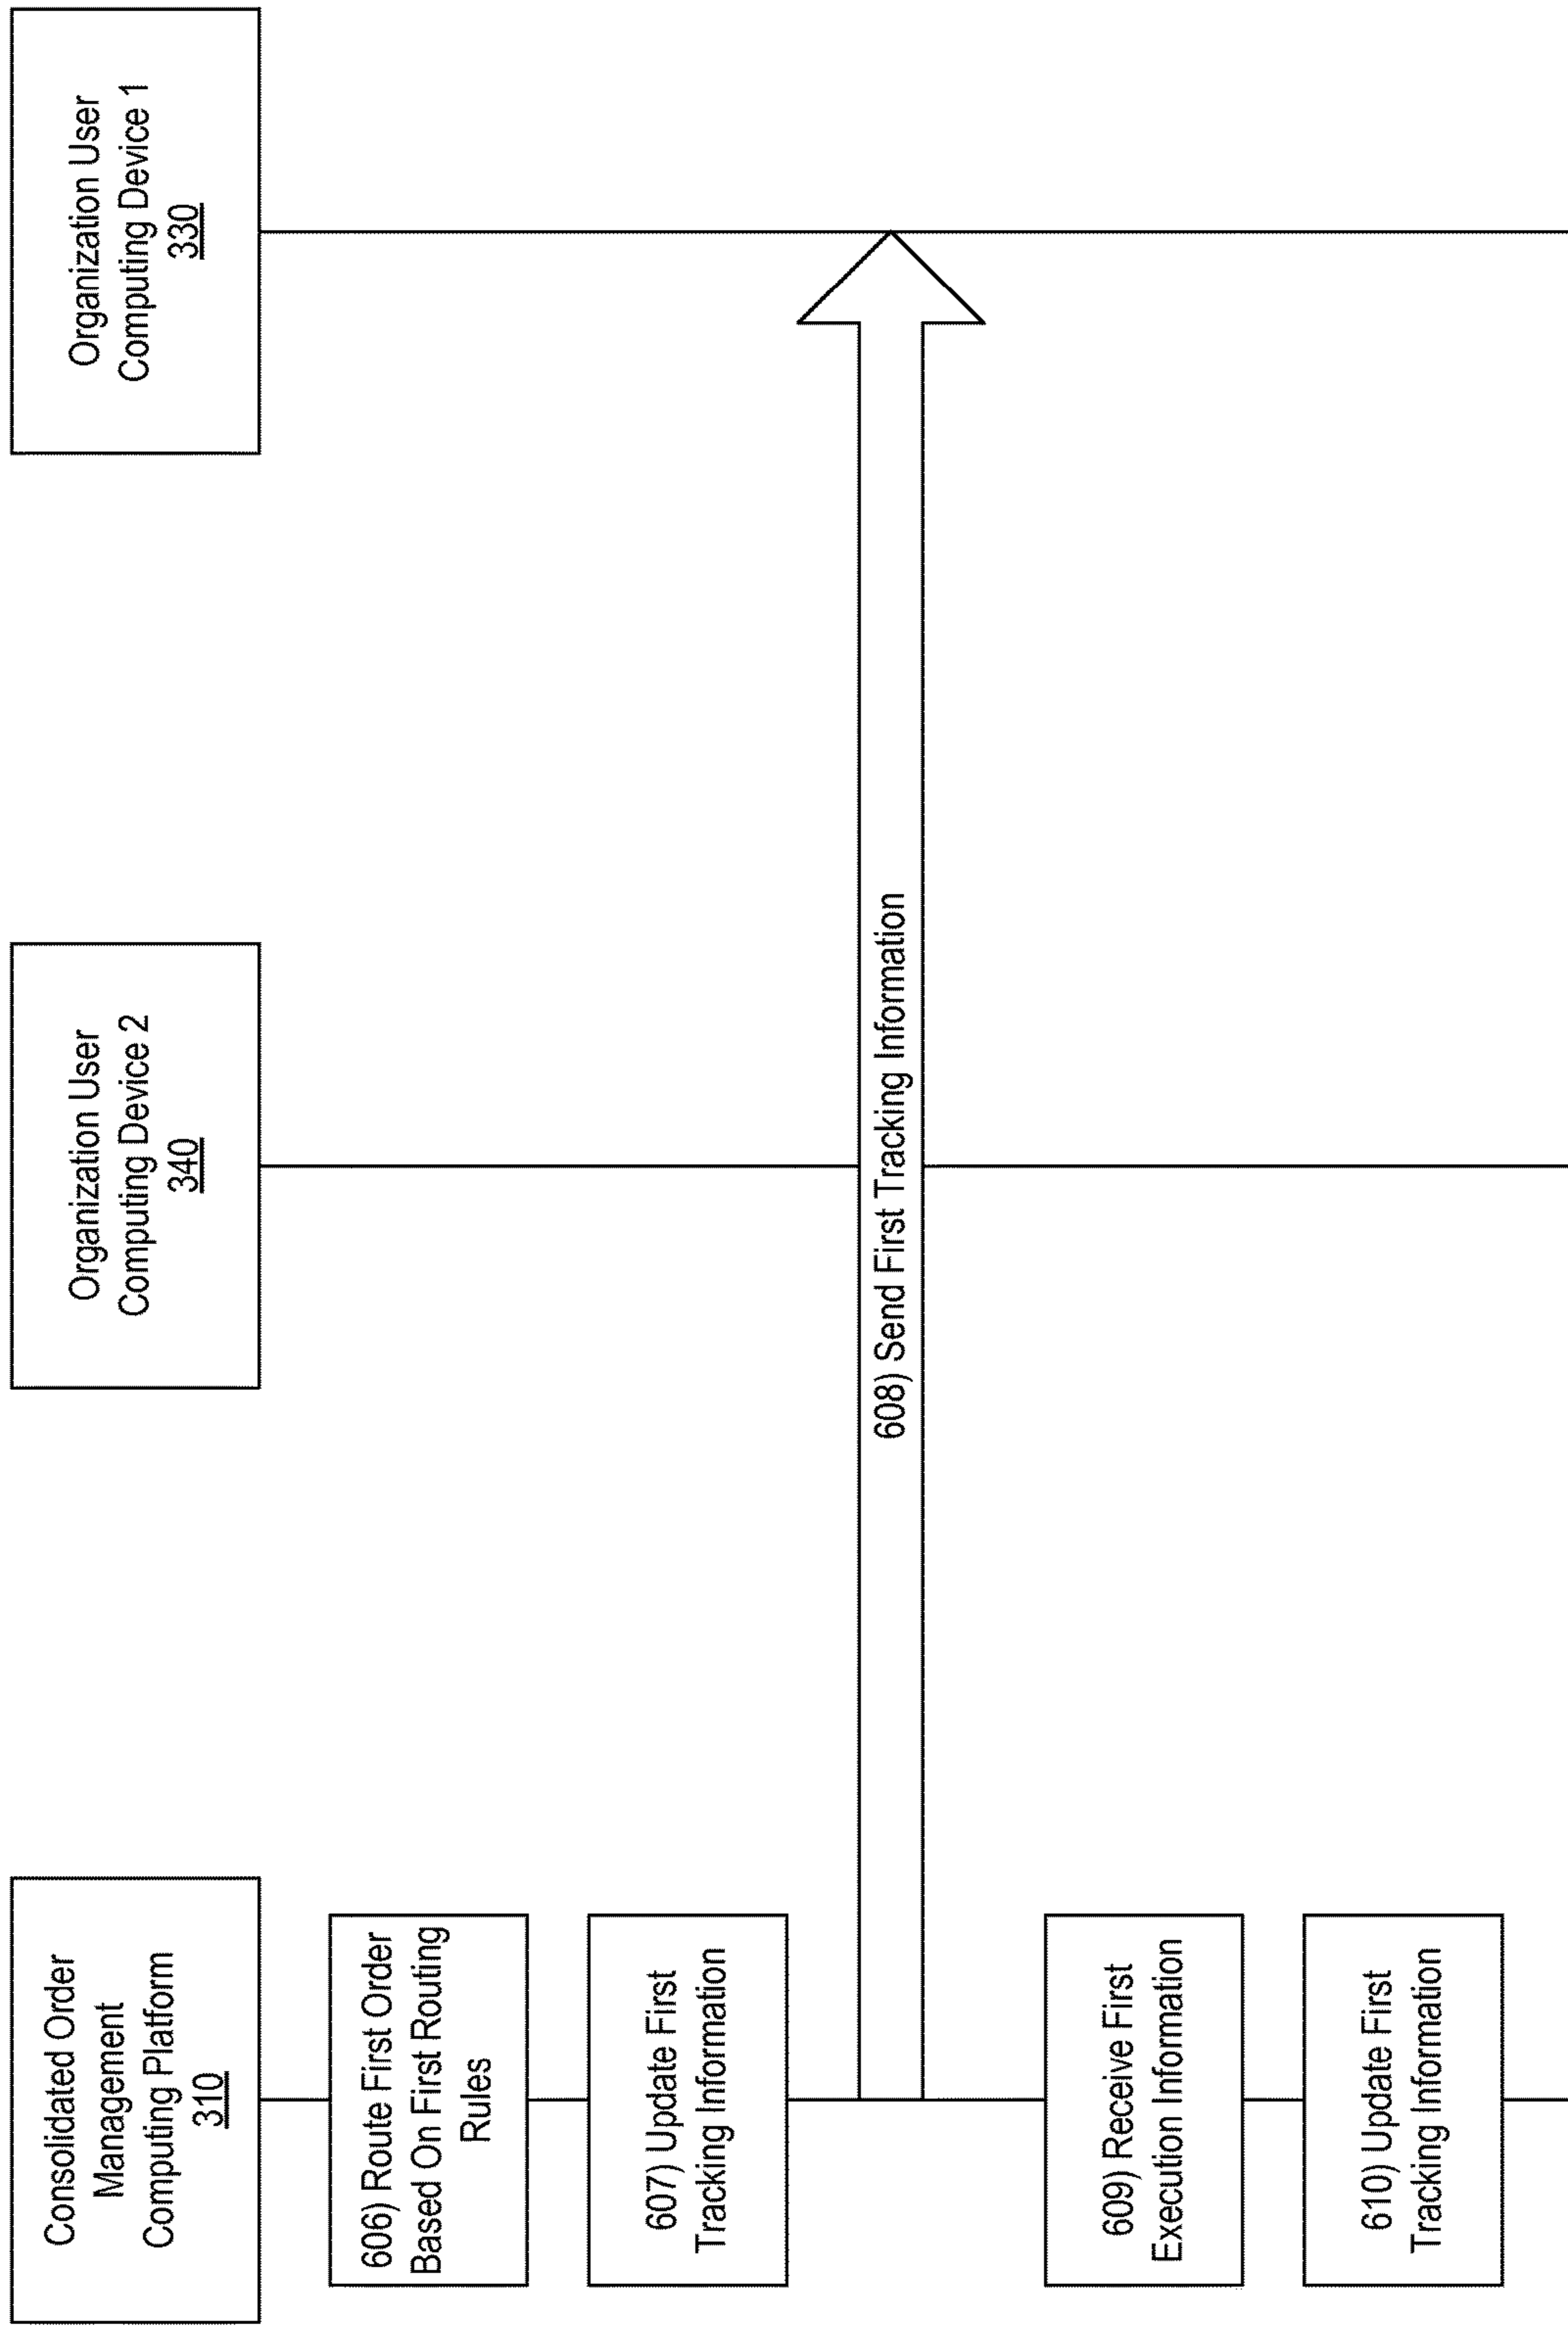 Consolidated Order
Management
Computing Platform
310
Organization User
Computing Device 2
340
Organization User
Computing Device 1
330
606) Route First Order
Based On First Routing
Rules
607) Update First
Tracking Information
608) Send First Tracking Information
609) Receive First
Execution Information
610) Update First
Tracking Information